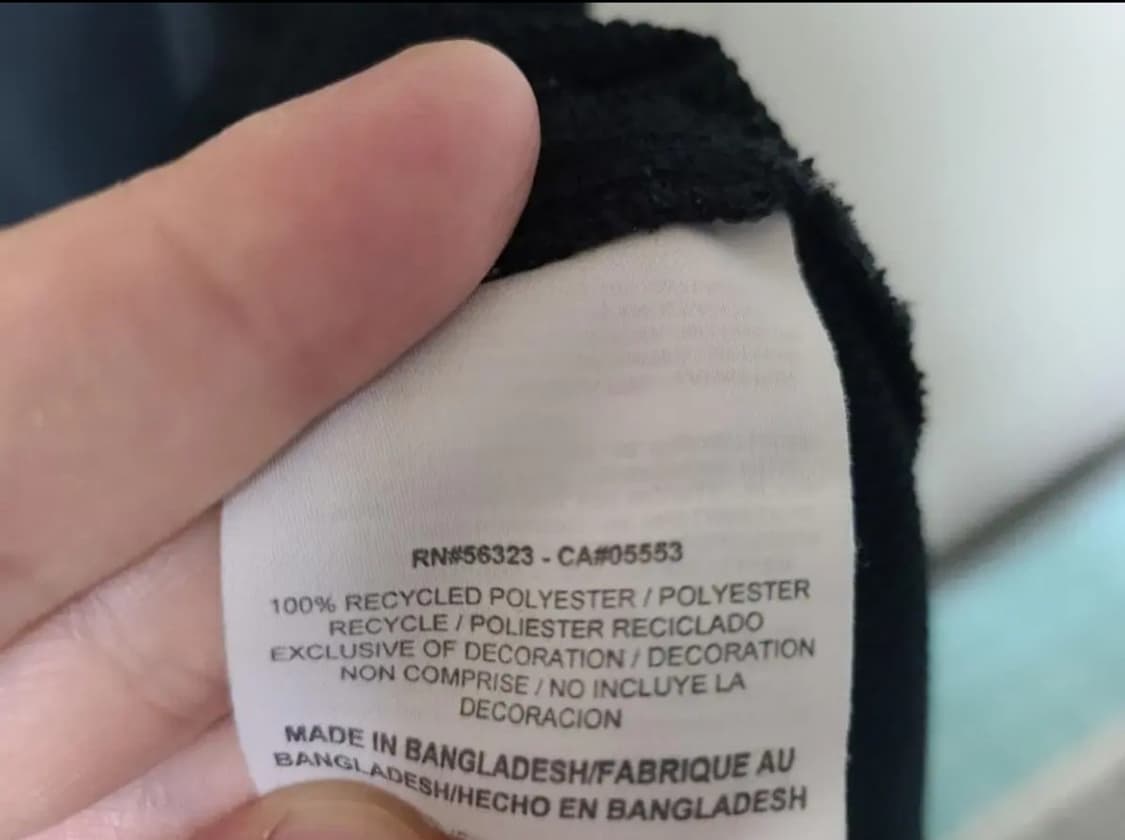 RN#56323 - CA#05553
100% RECYCLED POLYESTER / POLYESTER
RECYCLE / POLIESTER RECICLADO
EXCLUSIVE OF DECORATION / DECORATION
NON COMPRISE / NO INCLUYE LA
DECORACION
MADE IN BANGLADESH/FABRIQUE AU
BANGLADESH/HECHO EN BANGLADESH